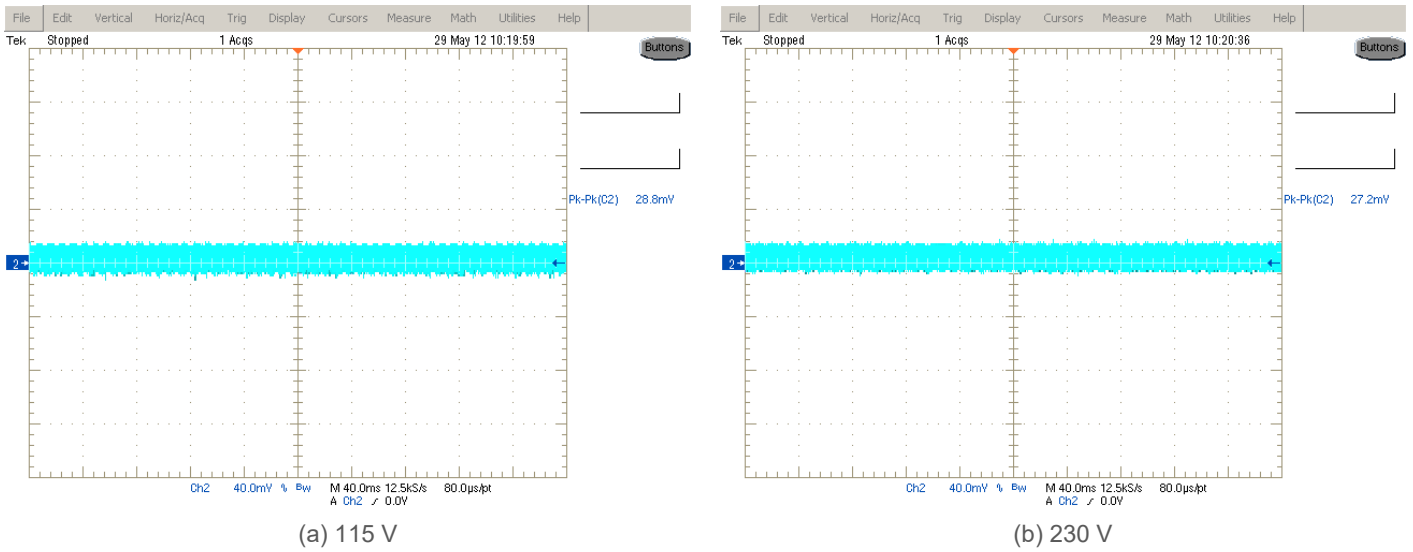 File Edit Vertical Horiz/Acq Trig Display Cursors Measure Math Utilities Help
Tek Stopped 1 Acqs 29 May 12 10:19:59
Buttons
Pk-Pk(C2) 28.8mV
2
Ch2 40.0mV ∿ Bw M 40.0ms 12.5kS/s 80.0µs/pt
A Ch2 ∕ 0.0V
(a) 115 V
File Edit Vertical Horiz/Acq Trig Display Cursors Measure Math Utilities Help
Tek Stopped 1 Acqs 29 May 12 10:20:36
Buttons
Pk-Pk(C2) 27.2mV
2
Ch2 40.0mV ∿ Bw M 40.0ms 12.5kS/s 80.0µs/pt
A Ch2 ∕ 0.0V
(b) 230 V